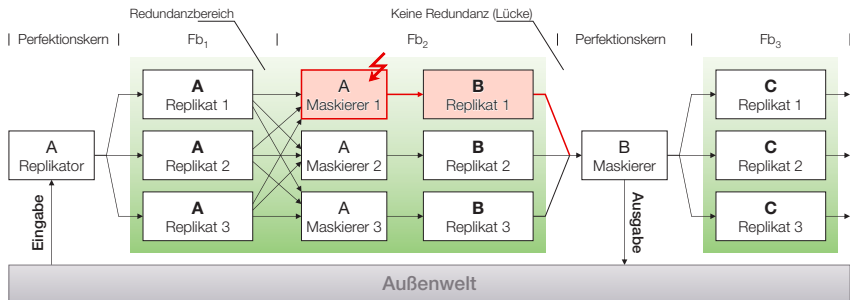 Redundanzbereich
Keine Redundanz (Lücke)
| Perfektionskern | Fb1 | Fb2 | Perfektionskern | Fb3 |
A
Replikat 1
A
Maskierer 1
B
Replikat 1
C
Replikat 1
A
Replikator
A
Replikat 2
A
Maskierer 2
B
Replikat 2
B
Maskierer
C
Replikat 2
A
Replikat 3
A
Maskierer 3
B
Replikat 3
C
Replikat 3
Eingabe
Ausgabe
Außenwelt